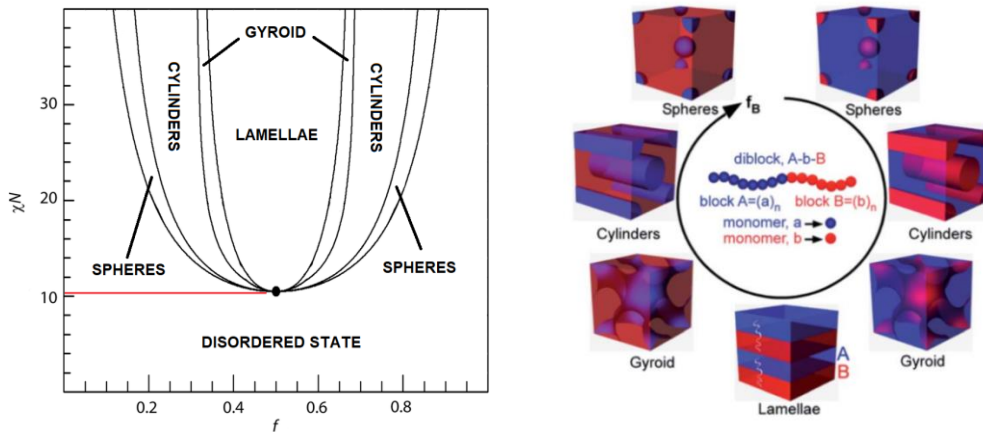 GYROID
CYLINDERS
CYLINDERS
LAMELLAE
SPHERES
SPHERES
DISORDERED STATE
χN
30
20
10
0.2
0.4
0.6
0.8
f
Spheres
Spheres
f_B
Cylinders
Cylinders
diblock, A-b-B
block A=(a)n
block B=(b)n
monomer, a
monomer, b
Gyroid
Gyroid
A
B
Lamellae